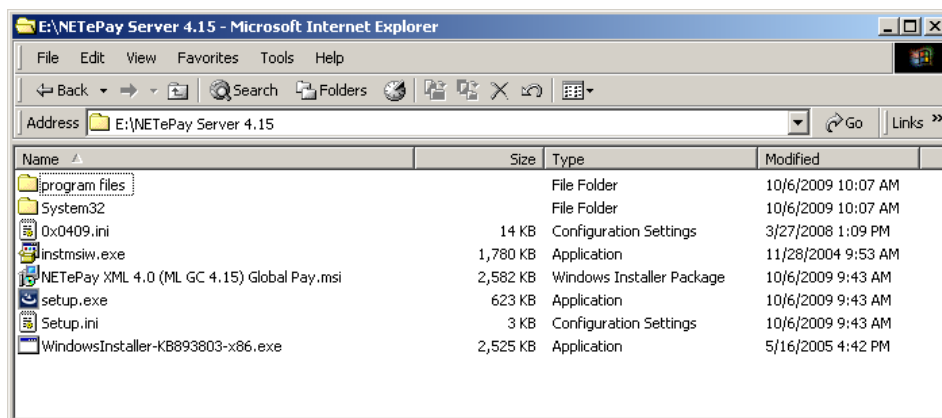 E:\NETePay Server 4.15 - Microsoft Internet Explorer
File Edit View Favorites Tools Help
Back Search Folders
Address E:\NETePay Server 4.15 Go Links »
Name Size Type Modified
program files File Folder 10/6/2009 10:07 AM
System32 File Folder 10/6/2009 10:07 AM
0x0409.ini 14 KB Configuration Settings 3/27/2008 1:09 PM
instmsiw.exe 1,780 KB Application 11/28/2004 9:53 AM
NETePay XML 4.0 (ML GC 4.15) Global Pay.msi 2,582 KB Windows Installer Package 10/6/2009 9:43 AM
setup.exe 623 KB Application 10/6/2009 9:43 AM
Setup.ini 3 KB Configuration Settings 10/6/2009 9:43 AM
WindowsInstaller-KB893803-x86.exe 2,525 KB Application 5/16/2005 4:42 PM